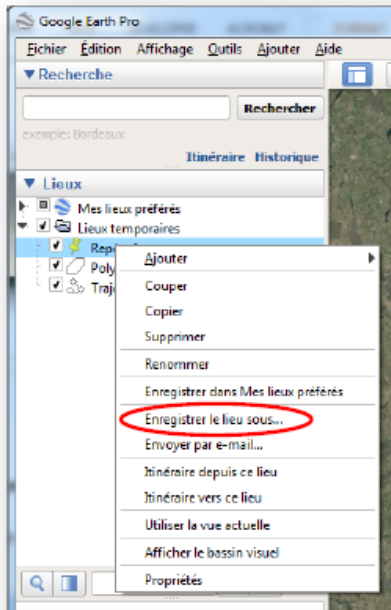 Google Earth Pro
Fichier Édition Affichage Outils Ajouter Aide
Recherche
Rechercher
exemple: Bordeaux
Itinéraire Historique
Lieux
Mes lieux préférés
Lieux temporaires
Ajouter
Couper
Copier
Supprimer
Renommer
Enregistrer dans Mes lieux préférés
Enregistrer le lieu sous...
Envoyer par e-mail...
Itinéraire depuis ce lieu
Itinéraire vers ce lieu
Utiliser la vue actuelle
Afficher le bassin visuel
Propriétés